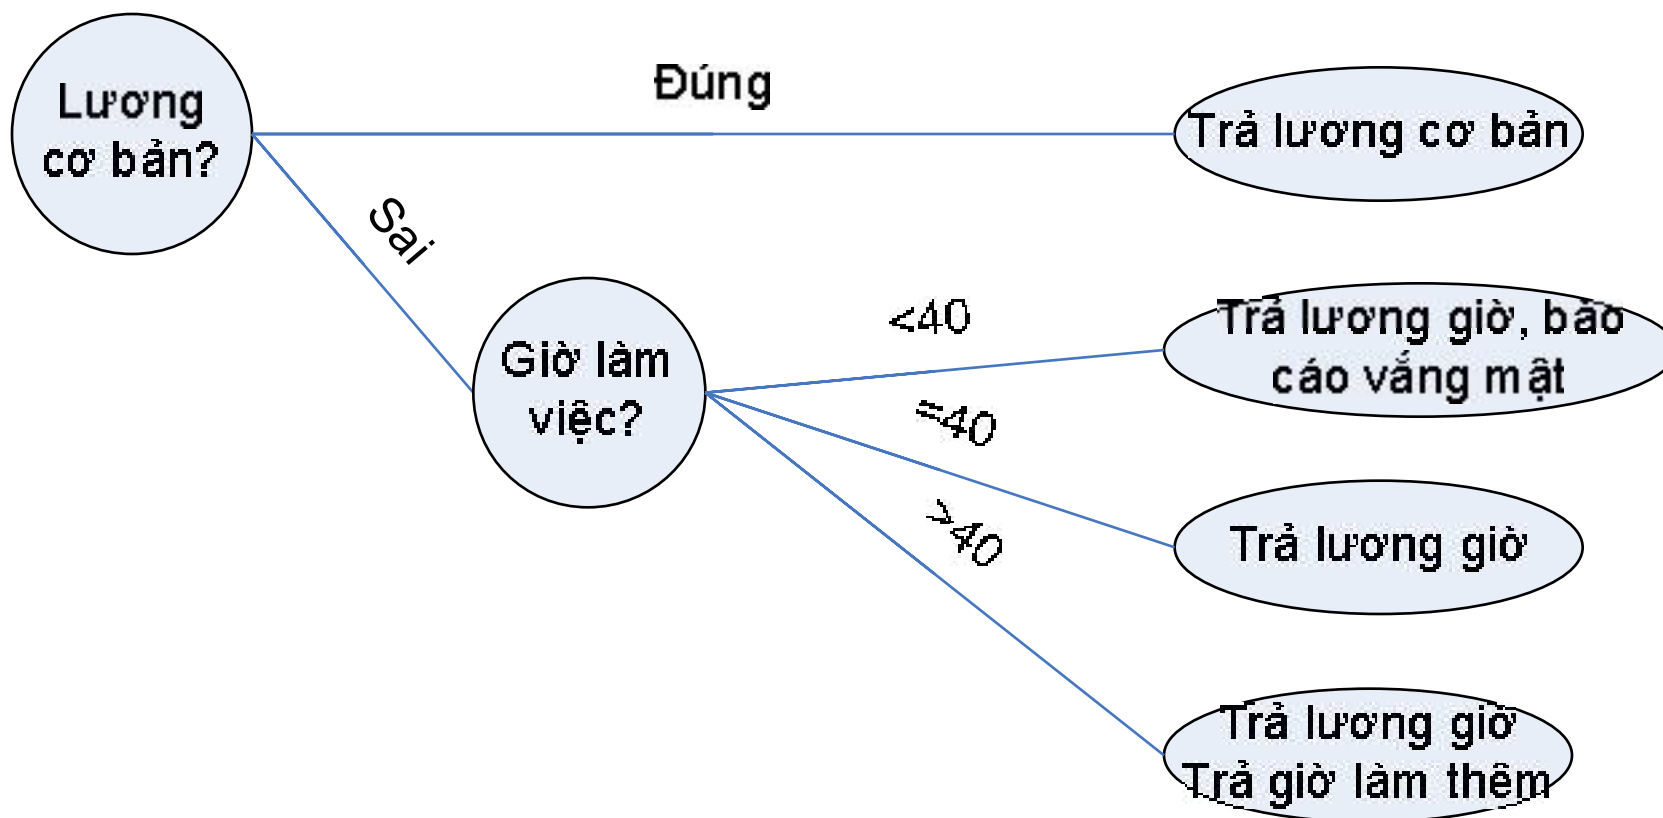 Lương
cơ bản?
Đúng
Trả lương cơ bản
Sai
Giờ làm
việc?
<40
Trả lương giờ, báo
cáo vắng mật
=40
Trả lương giờ
>40
Trả lương giờ
Trả giờ làm thêm